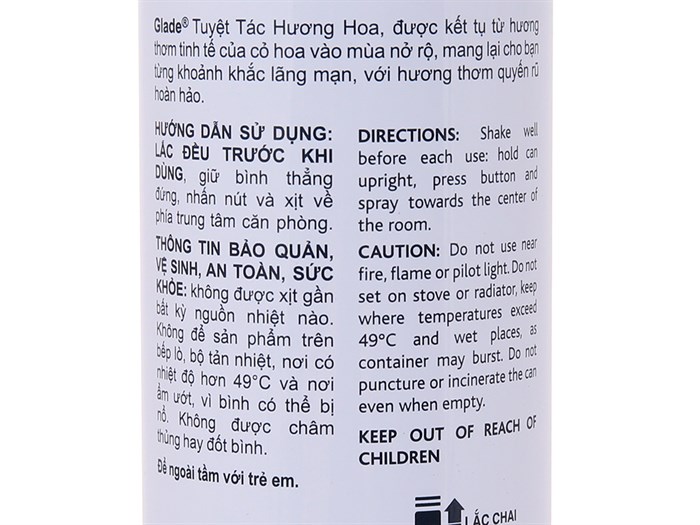 Glade® Tuyệt Tác Hương Hoa, được kết tụ từ hương
thơm tinh tế của cỏ hoa vào mùa nở rộ, mang lại cho bạn
từng khoảnh khắc lãng mạn, với hương thơm quyến rũ
hoàn hảo.
HƯỚNG DẪN SỬ DỤNG:
LẮC ĐỀU TRƯỚC KHI
DÙNG, giữ bình thẳng
đứng, nhấn nút và xịt về
phía trung tâm căn phòng.
THÔNG TIN BẢO QUẢN,
VỆ SINH, AN TOÀN, SỨC
KHỎE: không được xịt gần
bất kỳ nguồn nhiệt nào.
Không để sản phẩm trên
bếp lò, bộ tản nhiệt, nơi có
nhiệt độ hơn 49°C và nơi
ẩm ướt, vì bình có thể bị
nổ. Không được châm
thủng hay đốt bình.
Để ngoài tầm với trẻ em.
DIRECTIONS: Shake well
before each use: hold can
upright, press button and
spray towards the center of
the room.
CAUTION: Do not use near
fire, flame or pilot light. Do not
set on stove or radiator, keep
where temperatures exceed
49°C and wet places, as
container may burst. Do not
puncture or incinerate the can
even when empty.
KEEP OUT OF REACH OF
CHILDREN
LẮC CHAI